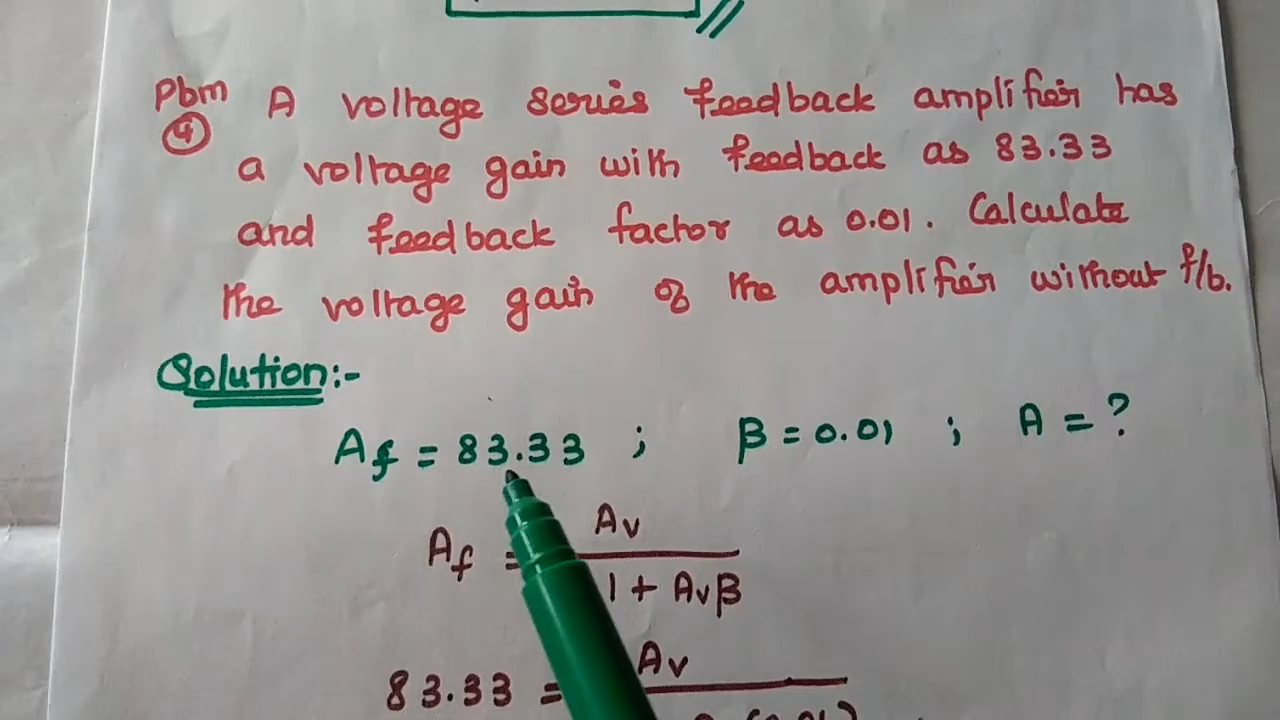 Pbm A voltage series feedback amplifier has
4 a voltage gain with feedback as 83.33
and feedback factor as 0.01. Calculate
the voltage gain of the amplifier without f/b.
Solution:-
Af = 83.33 ; β = 0.01 ; A = ?
Af = Av
1 + Avβ
83.33 = Av